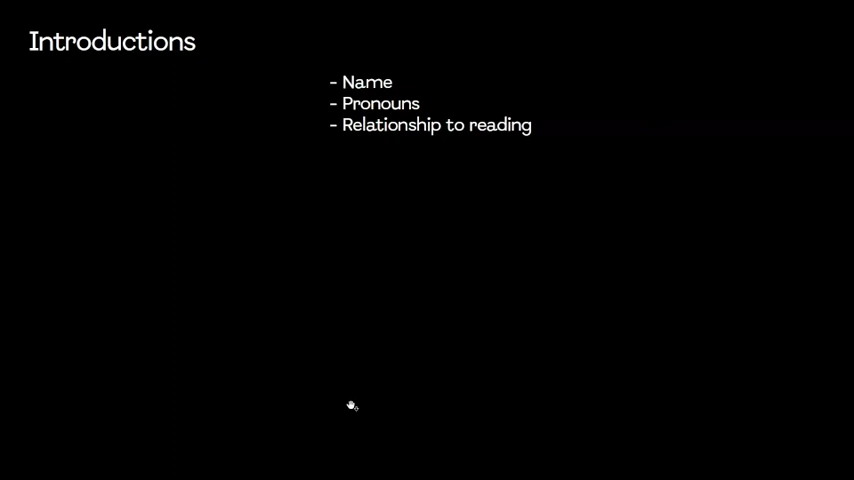 Introductions
- Name
- Pronouns
- Relationship to reading